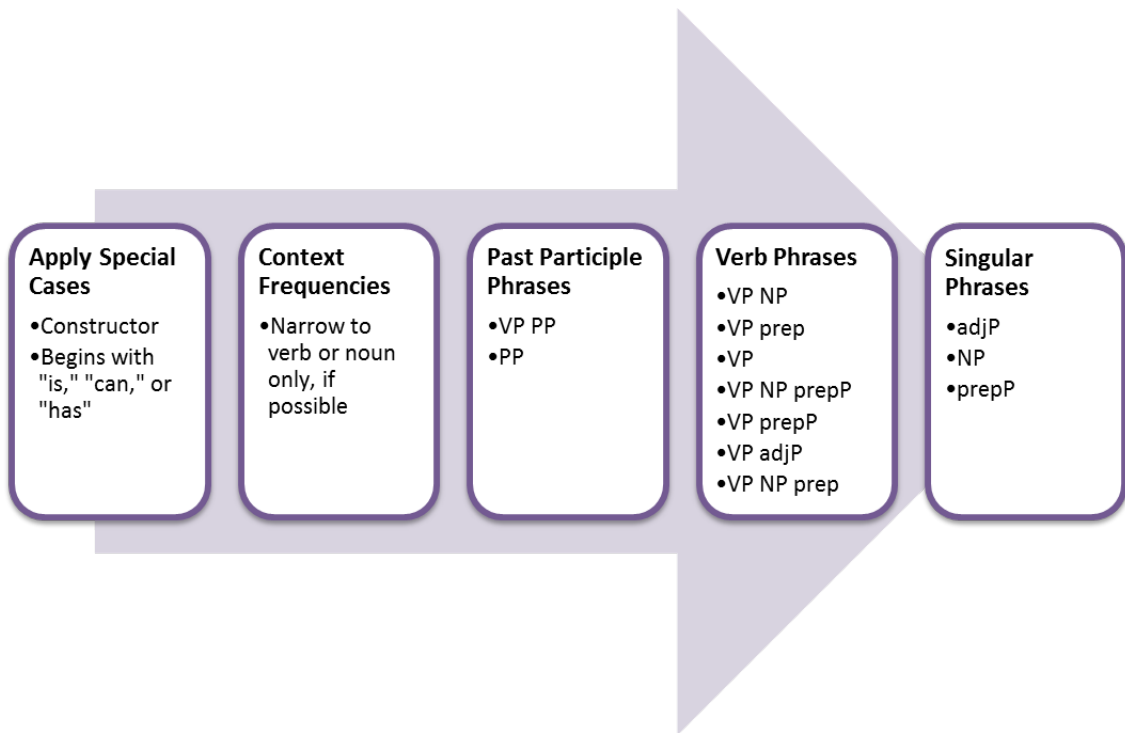 Apply Special
Cases
•Constructor
•Begins with
"is," "can," or
"has"
Context
Frequencies
•Narrow to
verb or noun
only, if
possible
Past Participle
Phrases
•VP PP
•PP
Verb Phrases
•VP NP
•VP prep
•VP
•VP NP prepP
•VP prepP
•VP adjP
•VP NP prep
Singular
Phrases
•adjP
•NP
•prepP